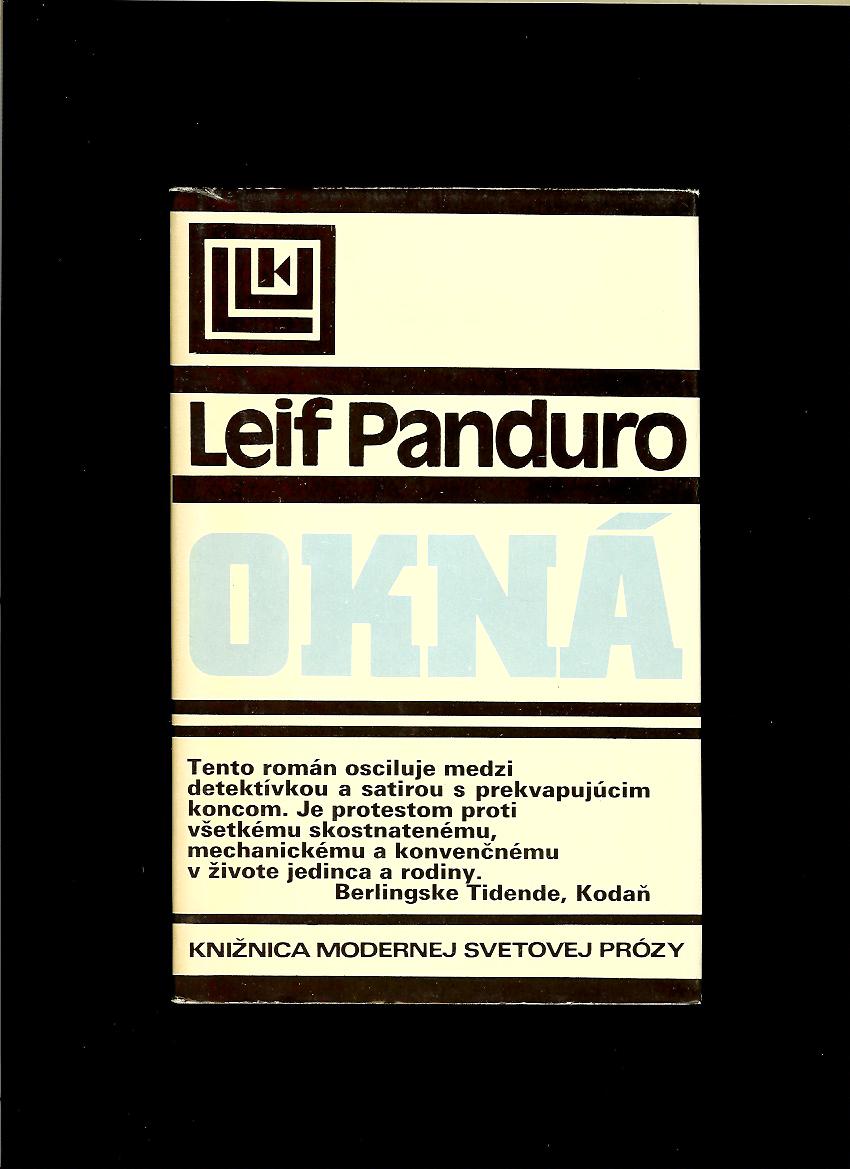 Leif Panduro
OKNÁ
Tento román osciluje medzi
detektívkou a satirou s prekvapujúcim
koncom. Je protestom proti
všetkému skostnatenému,
mechanickému a konvenčnému
v živote jedinca a rodiny.
Berlingske Tidende, Kodaň
KNIŽNICA MODERNEJ SVETOVEJ PRÓZY